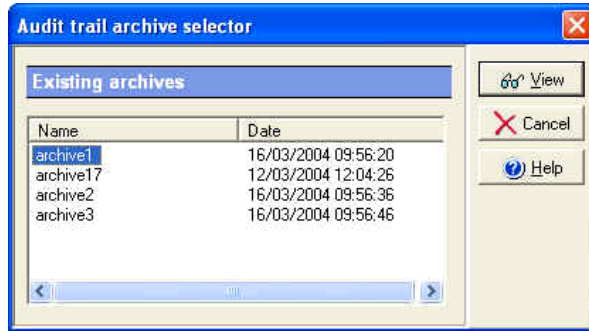 Audit trail archive selector
Existing archives
Name Date
archive1 16/03/2004 09:56:20
archive17 12/03/2004 12:04:26
archive2 16/03/2004 09:56:36
archive3 16/03/2004 09:56:46
View
Cancel
Help